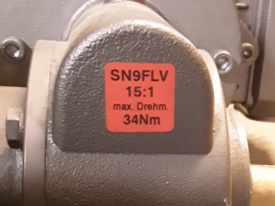 SN9FLV
15:1
max. Drehm.
34Nm